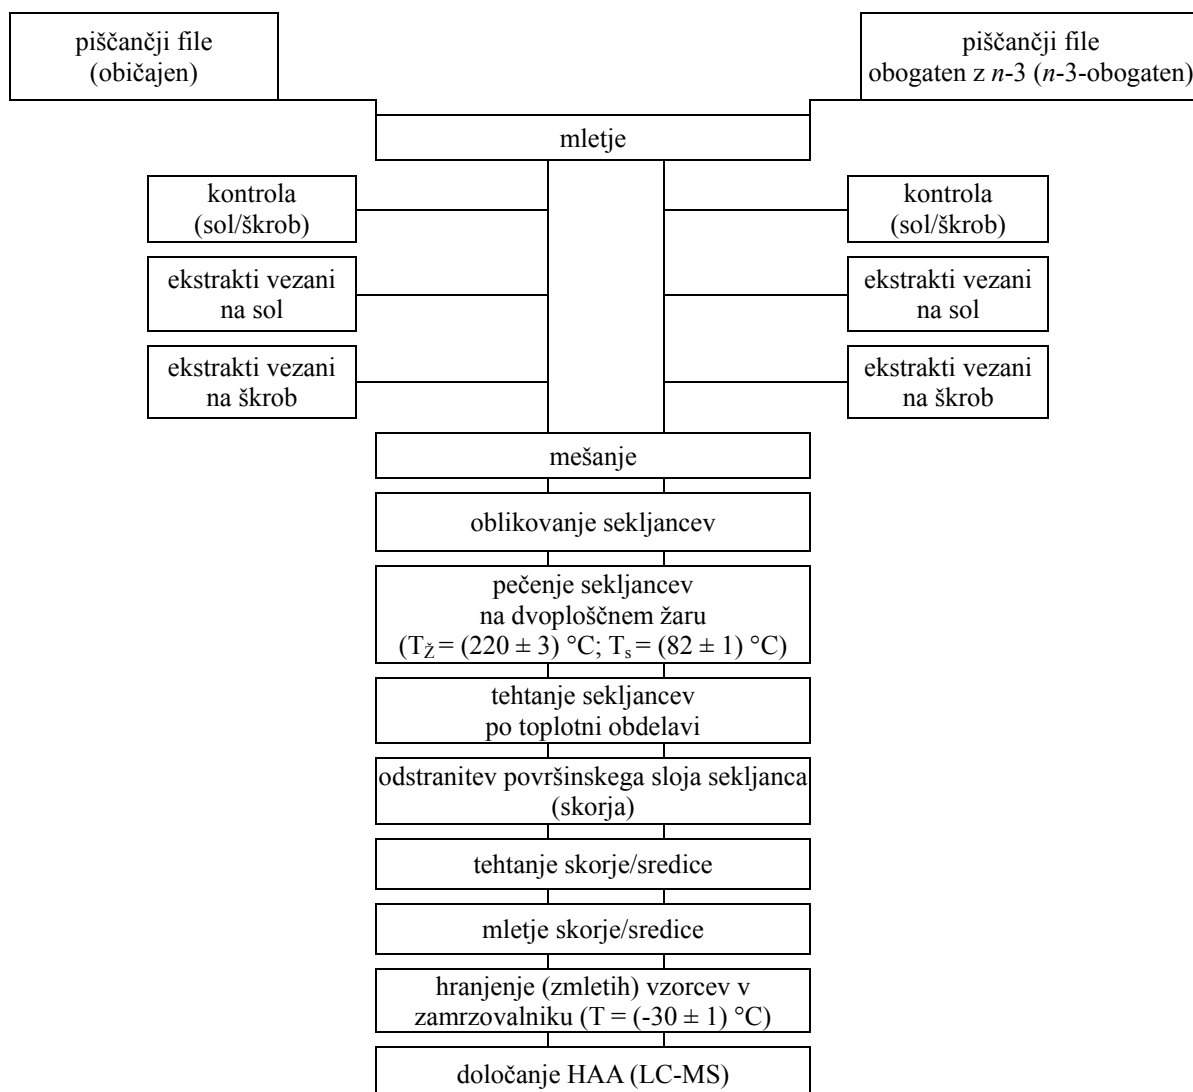 piščančji file
(običajen)
piščančji file
obogaten z n-3 (n-3-obogaten)
mletje
kontrola
(sol/škrob)
kontrola
(sol/škrob)
ekstrakti vezani
na sol
ekstrakti vezani
na sol
ekstrakti vezani
na škrob
ekstrakti vezani
na škrob
mešanje
oblikovanje sekljancev
pečenje sekljancev
na dvoploščnem žaru
(TŽ = (220 ± 3) °C; Ts = (82 ± 1) °C)
tehtanje sekljancev
po toplotni obdelavi
odstranitev površinskega sloja sekljanca
(skorja)
tehtanje skorje/sredice
mletje skorje/sredice
hranjenje (zmletih) vzorcev v
zamrzovalniku (T = (-30 ± 1) °C)
določanje HAA (LC-MS)